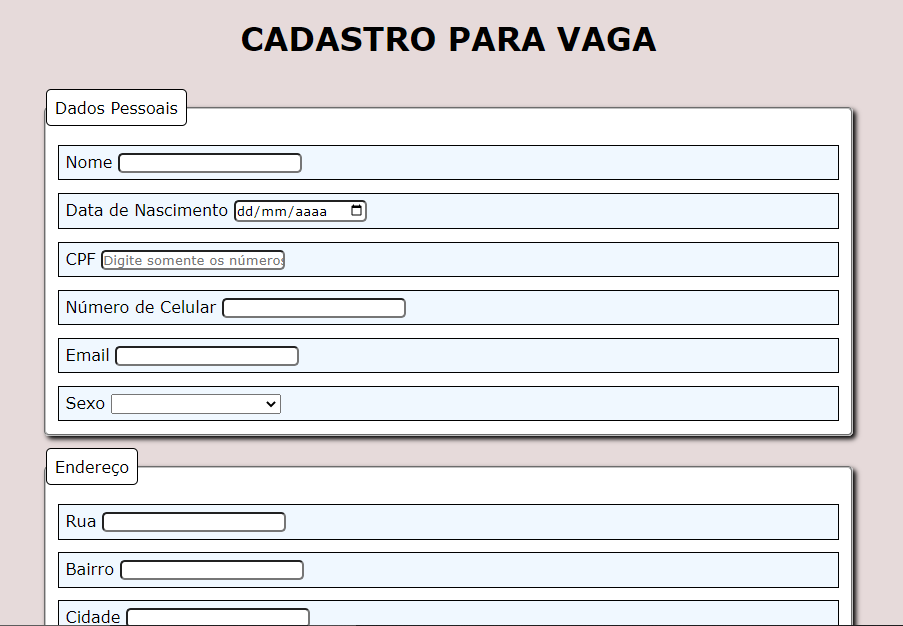 CADASTRO PARA VAGA
Dados Pessoais
Nome
Data de Nascimento dd/mm/aaaa
CPF Digite somente os números
Número de Celular
Email
Sexo
Endereço
Rua
Bairro
Cidade